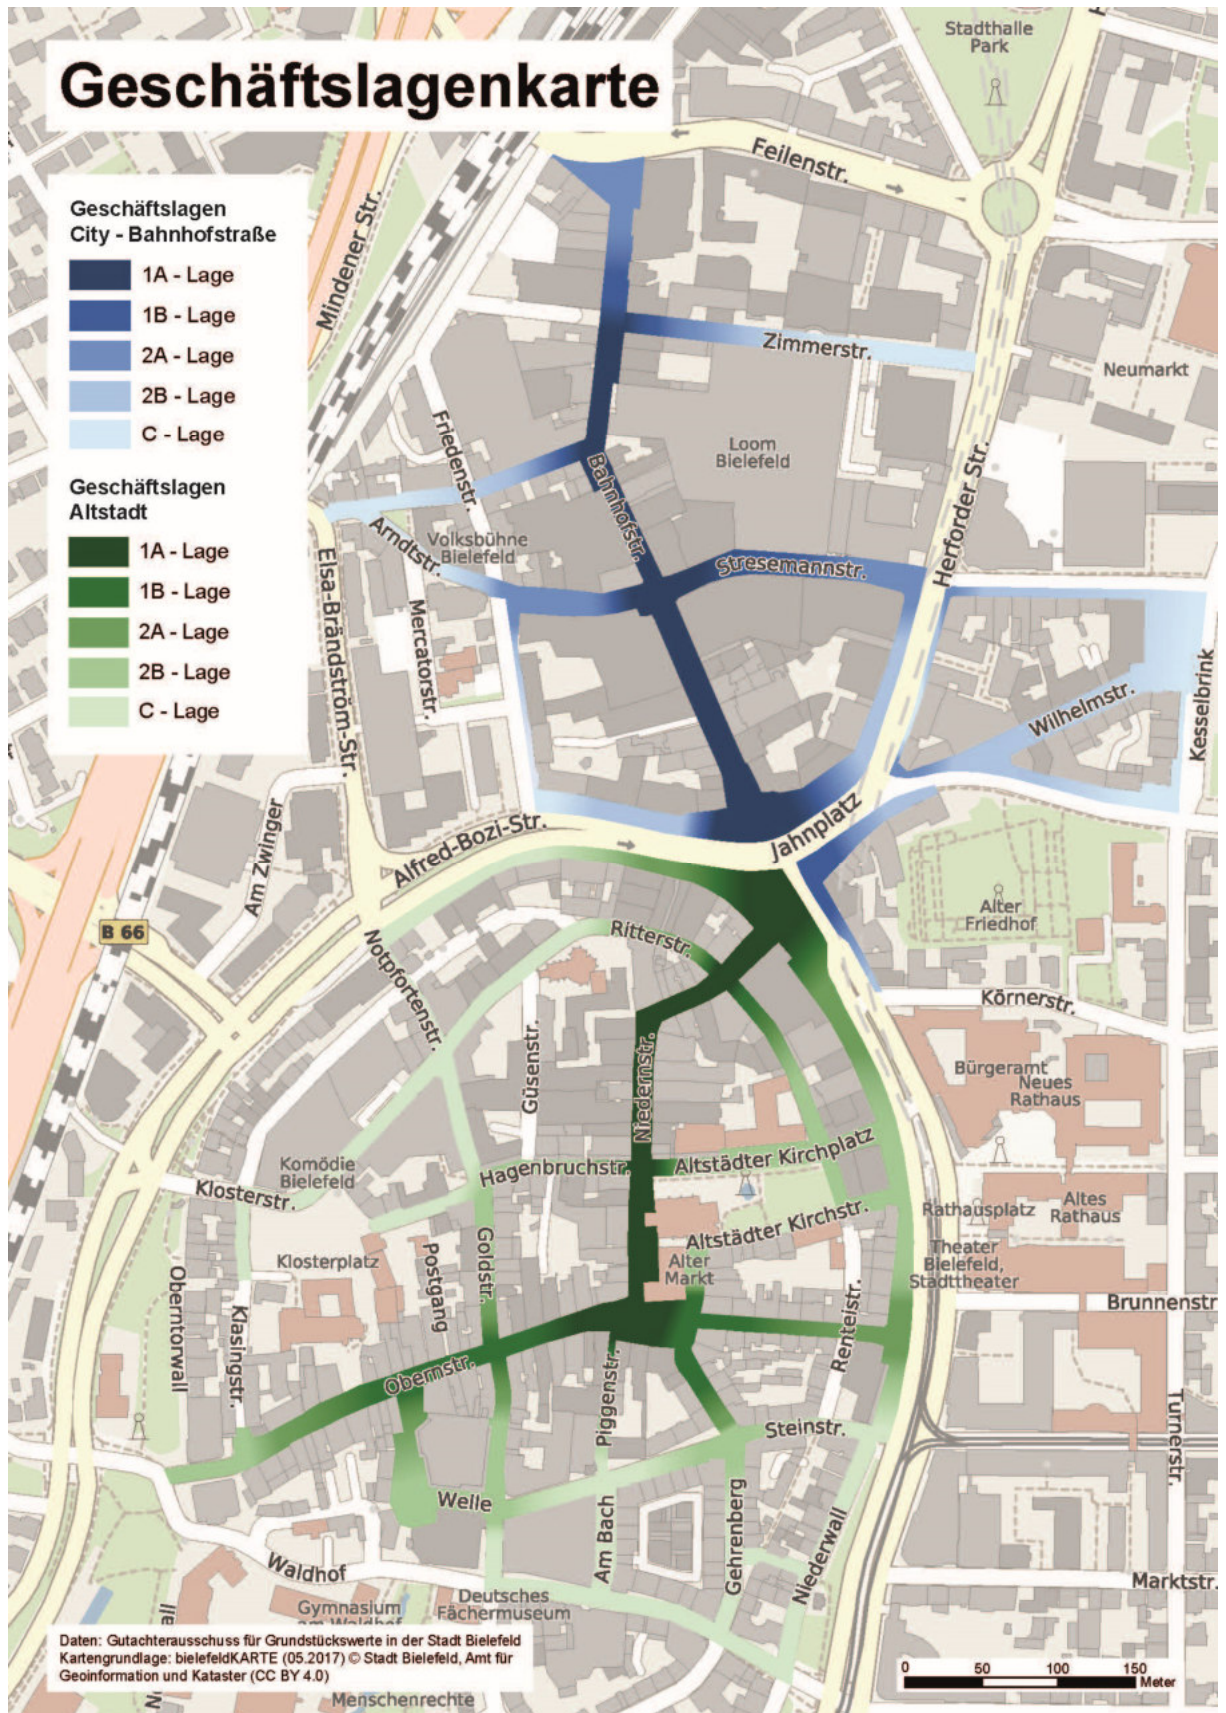 Geschäftslagenkarte
Stadthalle
Park
Feilenstr.
Mindener Str.
Geschäftslagen
City - Bahnhofstraße
1A - Lage
1B - Lage
2A - Lage
2B - Lage
C - Lage
Geschäftslagen
Altstadt
1A - Lage
1B - Lage
2A - Lage
2B - Lage
C - Lage
Zimmerstr.
Neumarkt
Friedenstr.
Loom
Bielefeld
Bahnhofstr.
Herforder Str.
Arndtstr.
Volksbühne
Bielefeld
Stresemannstr.
Elsa-Brändström-Str.
Mercatorstr.
Wilhelmstr.
Kesselbrink
Jahnplatz
Alfred-Bozi-Str.
Am Zwinger
B 66
Alter
Friedhof
Notpfortenstr.
Ritterstr.
Körnerstr.
Güsenstr.
Niedernstr.
Bürgeramt
Neues
Rathaus
Komödie
Bielefeld
Hagenbruchstr.
Altstädter Kirchplatz
Klosterstr.
Rathausplatz
Altes
Rathaus
Altstädter Kirchstr.
Klosterplatz
Postgang
Goldstr.
Alter
Markt
Theater
Bielefeld,
Stadttheater
Oberntorwall
Klasingstr.
Renteistr.
Brunnenstr
Obernstr.
Piggenstr.
Steinstr.
Turnerstr.
Welle
Am Bach
Gehrenberg
Niederwall
Waldhof
Deutsches
Fächermuseum
Marktstr.
Gymnasium
am Waldhof
Daten: Gutachterausschuss für Grundstückswerte in der Stadt Bielefeld
Kartengrundlage: bielefeldKARTE (05.2017) © Stadt Bielefeld, Amt für
Geoinformation und Kataster (CC BY 4.0)
Menschenrechte
0 50 100 150
Meter